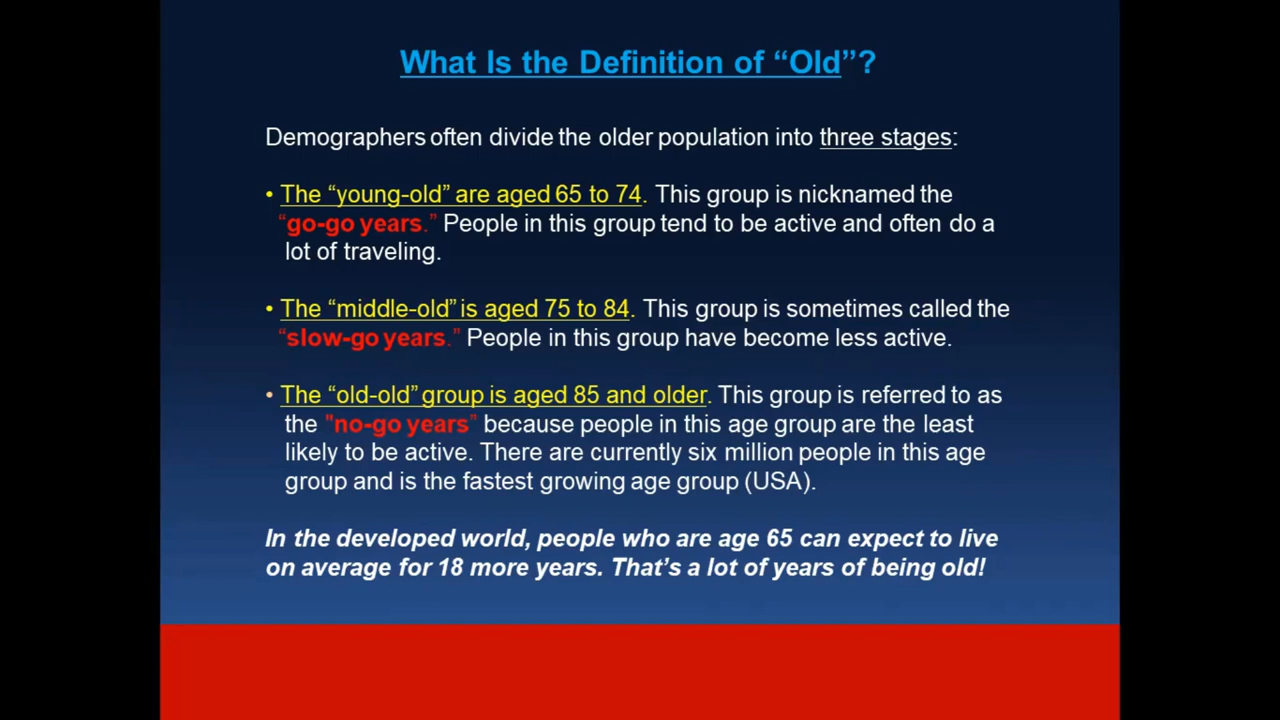 What Is the Definition of “Old”?
Demographers often divide the older population into three stages:
• The “young-old” are aged 65 to 74. This group is nicknamed the
“go-go years.” People in this group tend to be active and often do a
lot of traveling.
• The “middle-old” is aged 75 to 84. This group is sometimes called the
“slow-go years.” People in this group have become less active.
• The “old-old” group is aged 85 and older. This group is referred to as
the "no-go years” because people in this age group are the least
likely to be active. There are currently six million people in this age
group and is the fastest growing age group (USA).
In the developed world, people who are age 65 can expect to live
on average for 18 more years. That’s a lot of years of being old!